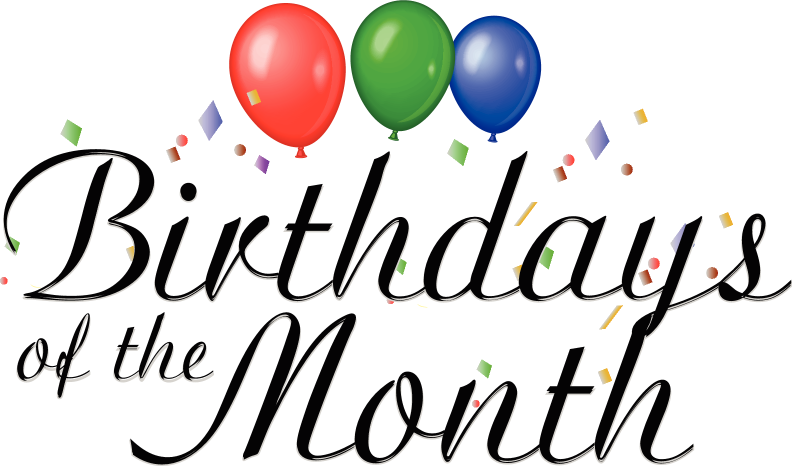 Birthdays
of the
Month